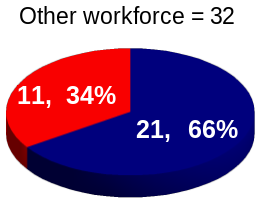 Other workforce = 32
11, 34%
21, 66%